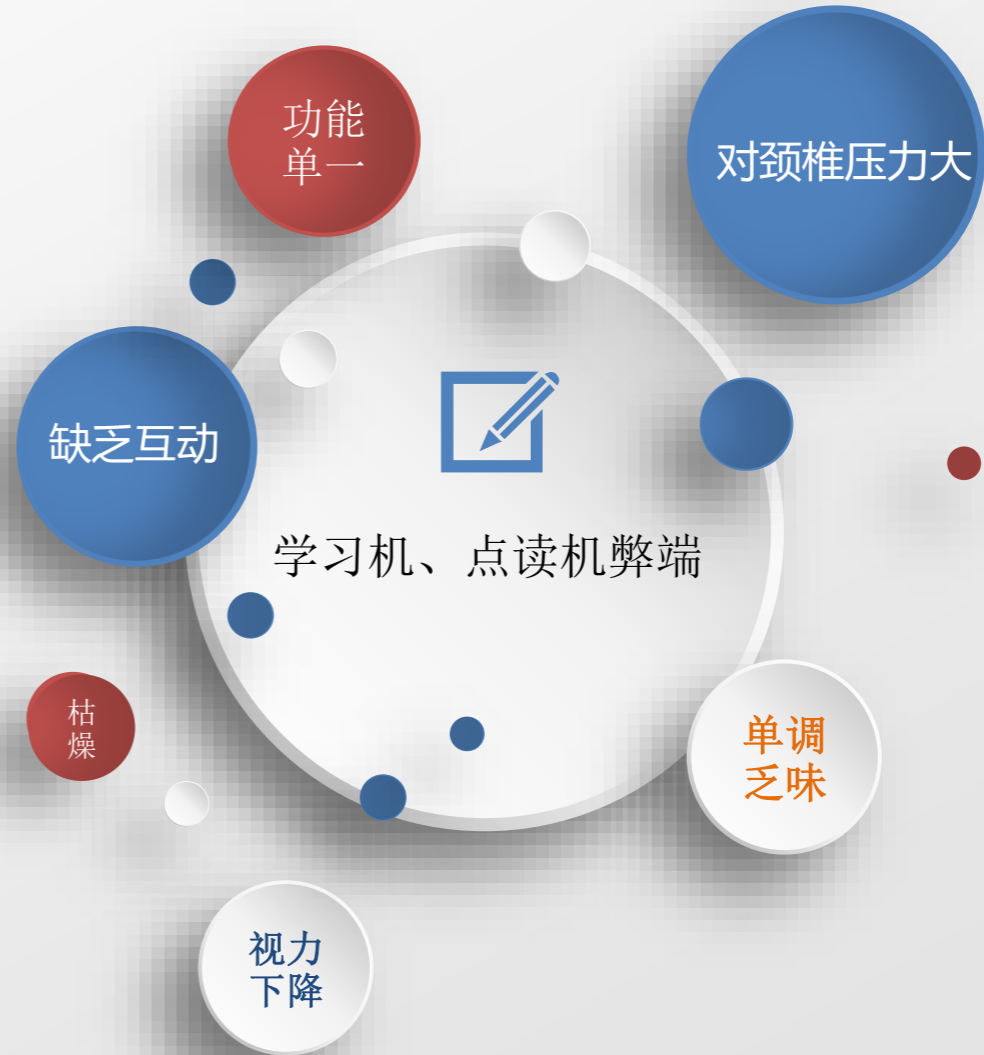 功能
单一
对颈椎压力大
缺乏互动
学习机、点读机弊端
枯
燥
单调
乏味
视力
下降